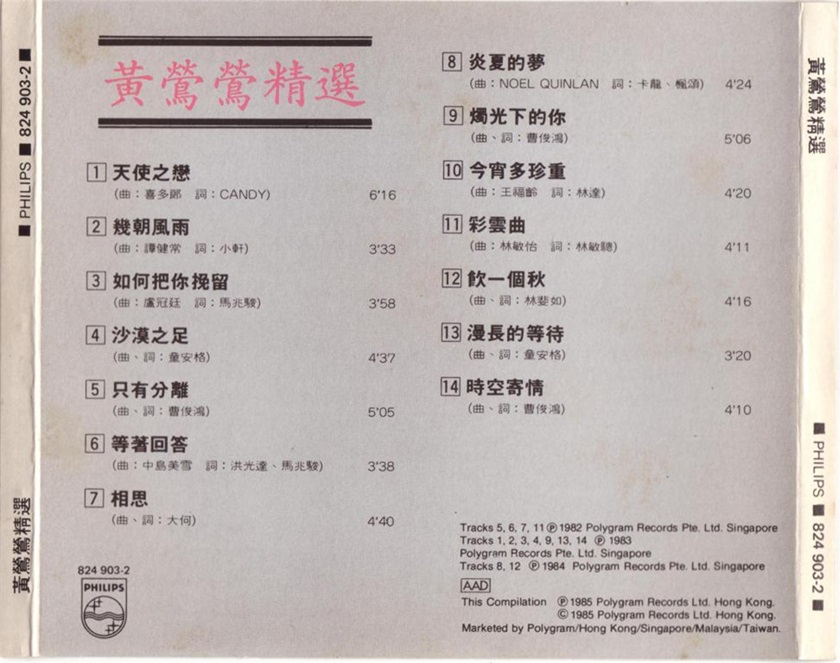 黃鶯鶯精選
1 天使之戀
(曲：喜多郎 詞：CANDY) 6'16
2 幾朝風雨
(曲：譚健常 詞：小軒) 3'33
3 如何把你挽留
(曲：盧冠廷 詞：馬兆駿) 3'58
4 沙漠之足
(曲、詞：童安格) 4'37
5 只有分離
(曲、詞：曹俊鴻) 5'05
6 等著回答
(曲：中島美雪 詞：洪光達、馬兆駿) 3'38
7 相思
(曲、詞：大何) 4'40
824 903-2
PHILIPS
8 炎夏的夢
(曲：NOEL QUINLAN 詞：卡龍、楓頌) 4'24
9 燭光下的你
(曲、詞：曹俊鴻) 5'06
10 今宵多珍重
(曲：王福齡 詞：林達) 4'20
11 彩雲曲
(曲：林敏怡 詞：林敏驄) 4'11
12 飲一個秋
(曲、詞：林斐如) 4'16
13 漫長的等待
(曲、詞：童安格) 3'20
14 時空寄情
(曲、詞：曹俊鴻) 4'10
Tracks 5, 6, 7, 11 Ⓟ 1982 Polygram Records Pte. Ltd. Singapore
Tracks 1, 2, 3, 4, 9, 13, 14 Ⓟ 1983
Polygram Records Pte. Ltd. Singapore
Tracks 8, 12 Ⓟ 1984 Polygram Records Pte. Ltd. Singapore
AAD
This Compilation Ⓟ 1985 Polygram Records Ltd. Hong Kong.
© 1985 Polygram Records Ltd. Hong Kong.
Marketed by Polygram/Hong Kong/Singapore/Malaysia/Taiwan.
黃鶯鶯精選 ■ PHILIPS ■ 824 903-2 ■
黃鶯鶯精選 ■ PHILIPS ■ 824 903-2 ■